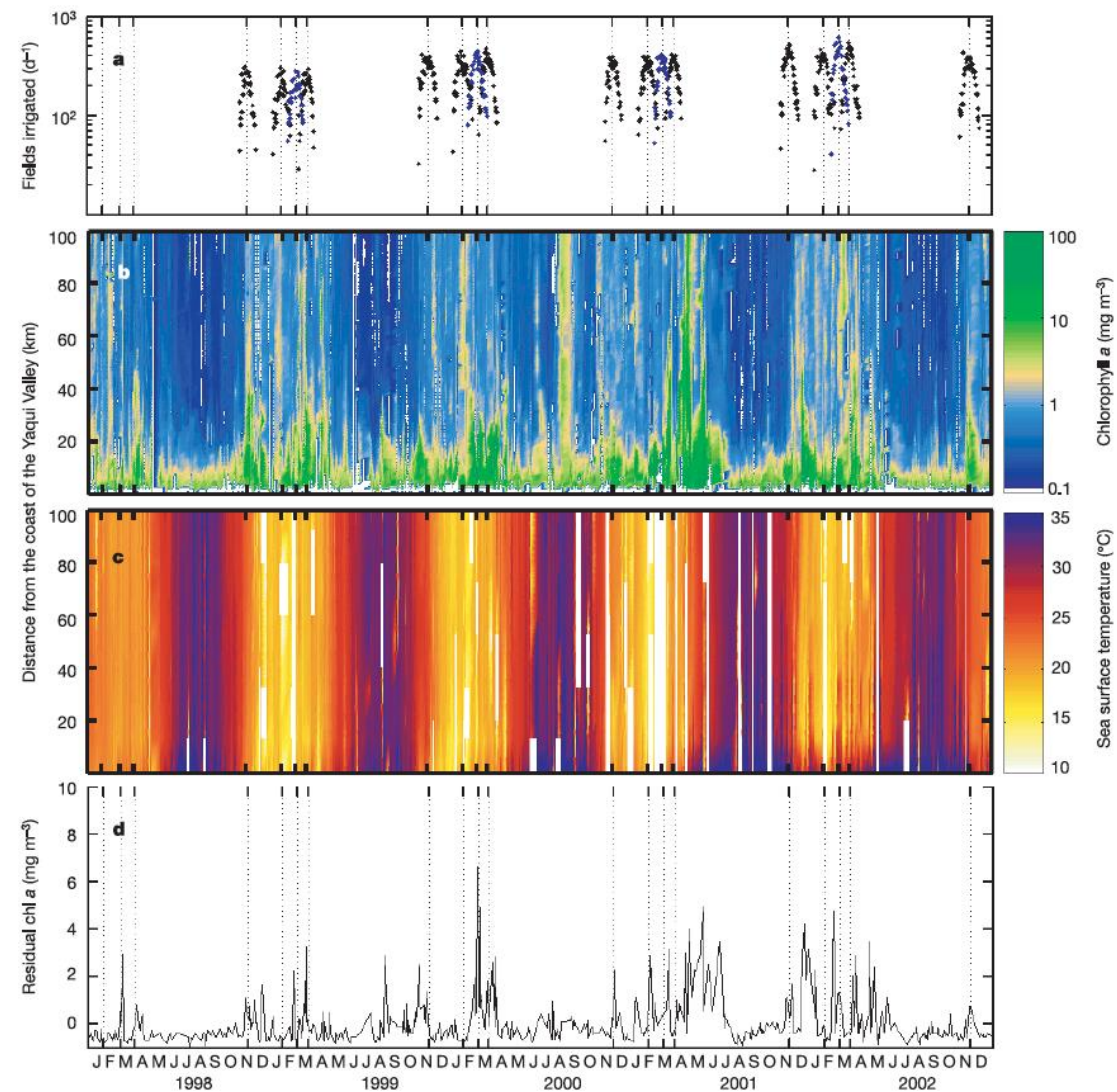 10³
Fields irrigated (d⁻¹)
a
10²
100
b
80
60
40
20
100
10
1
0.1
Chlorophyll a (mg m⁻³)
Distance from the coast of the Yaqui Valley (km)
100
c
80
60
40
20
35
30
25
20
15
10
Sea surface temperature (°C)
10
d
8
6
4
2
0
Residual chl a (mg m⁻³)
J F M A M J J A S O N D J F M A M J J A S O N D J F M A M J J A S O N D J F M A M J J A S O N D J F M A M J J A S O N D
1998 1999 2000 2001 2002